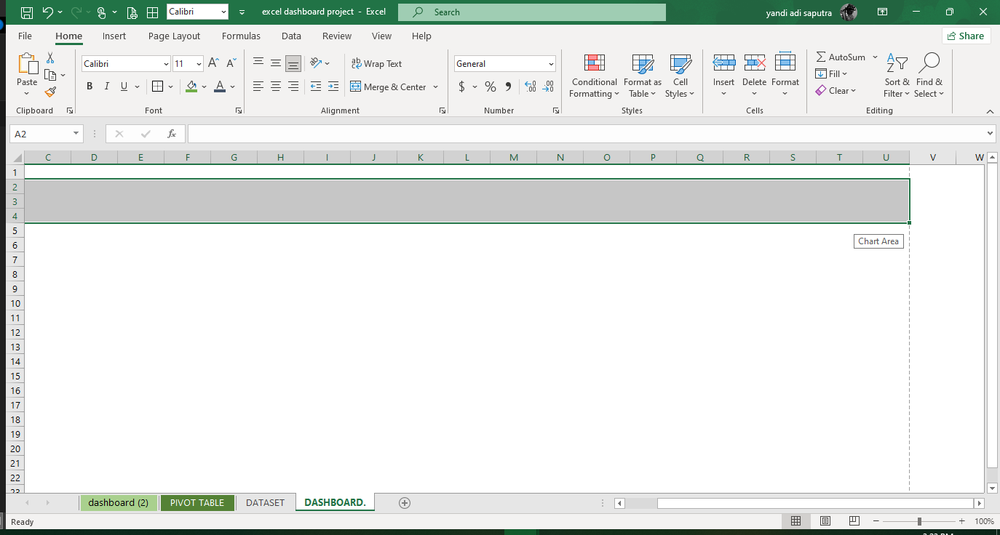 Calibri
excel dashboard project - Excel
Search
yandi adi saputra
File Home Insert Page Layout Formulas Data Review View Help
Share
Paste
Calibri 11
B I U
Wrap Text
Merge & Center
General
$ % 9
Conditional Formatting
Format as Table
Cell Styles
Insert Delete Format
AutoSum
Fill
Clear
Sort & Filter
Find & Select
Clipboard Font Alignment Number Styles Cells Editing
A2
fx
C D E F G H I J K L M N O P Q R S T U V W
1
2
3
4
5
6
7
8
9
10
11
12
13
14
15
16
17
18
19
20
21
22
23
Chart Area
dashboard (2) PIVOT TABLE DATASET DASHBOARD.
Ready
100%